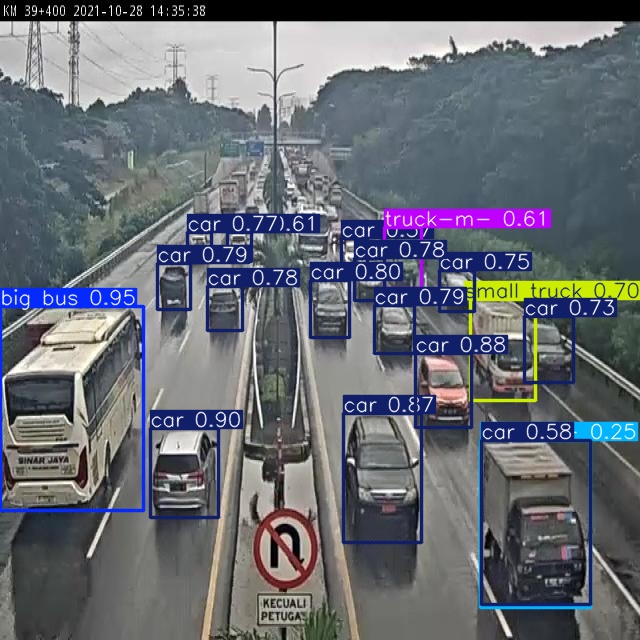 KM 39+400 2021-10-28 14:35:38
car 0.77
0.61
truck-m- 0.61
car 0.57
car 0.79
car 0.78
car 0.78
car 0.80
car 0.75
big bus 0.95
car 0.79
small truck 0.70
car 0.73
car 0.88
car 0.90
car 0.87
car 0.58
0.25
SINAR JAYA
KECUALI
PETUGAS